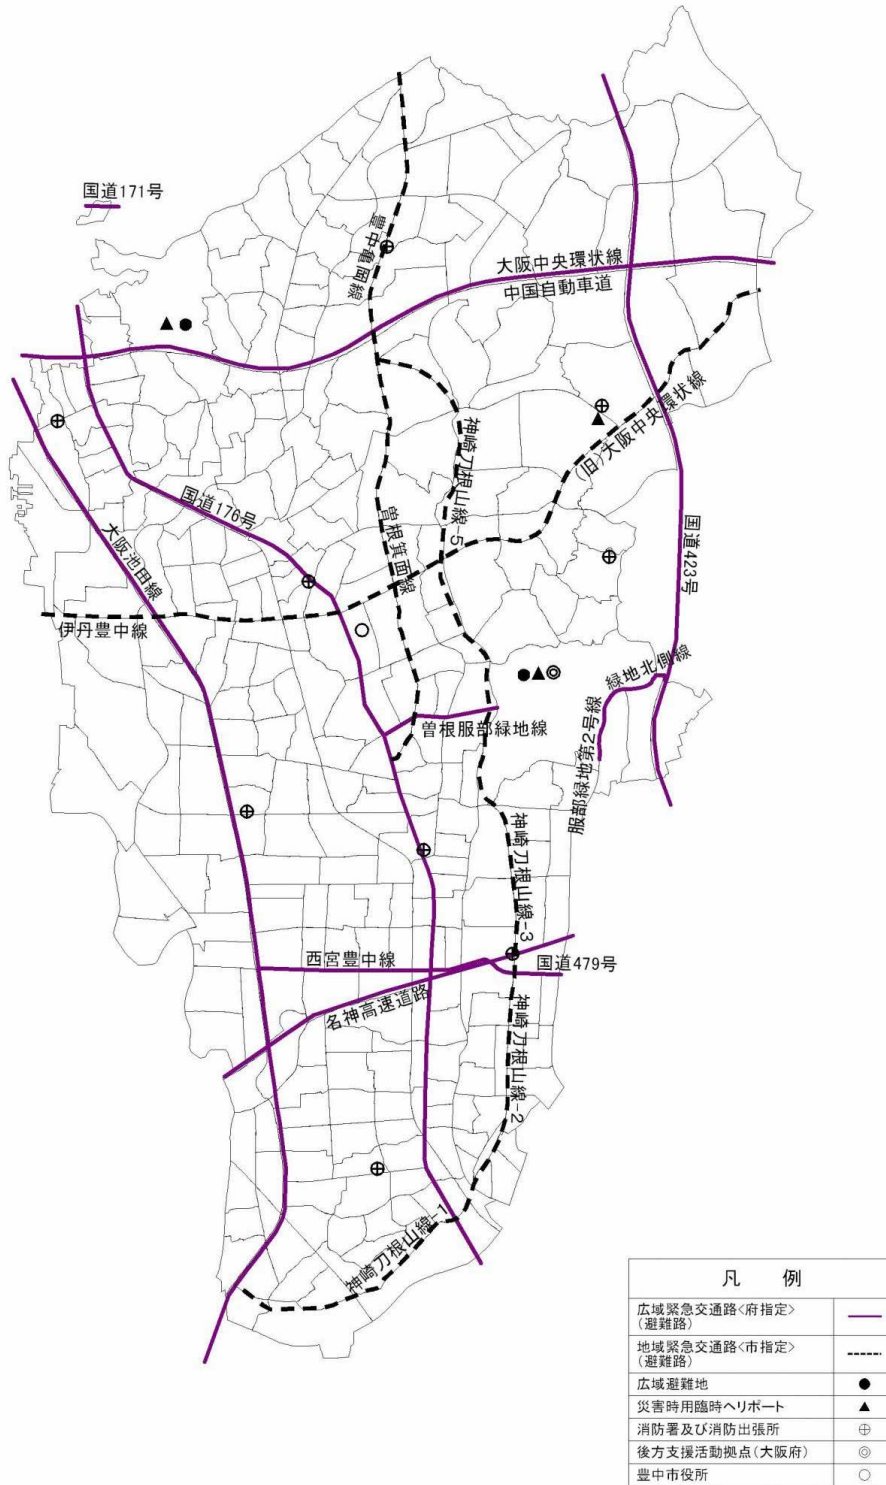 国道171号
豊中亀岡線
大阪中央環状線
中国自動車道
(旧)大阪中央環状線
神崎刀根山線-5
国道176号
曽根箕面線
大阪池田線
国道423号
伊丹豊中線
緑地北側線
曽根服部緑地線
服部緑地第2号線
神崎刀根山線-3
西宮豊中線
国道479号
名神高速道路
神崎刀根山線-2
神崎刀根山線-1
凡 例
広域緊急交通路<府指定>
(避難路)
地域緊急交通路<市指定>
(避難路)
広域避難地
災害時用臨時ヘリポート
消防署及び消防出張所
後方支援活動拠点(大阪府)
豊中市役所